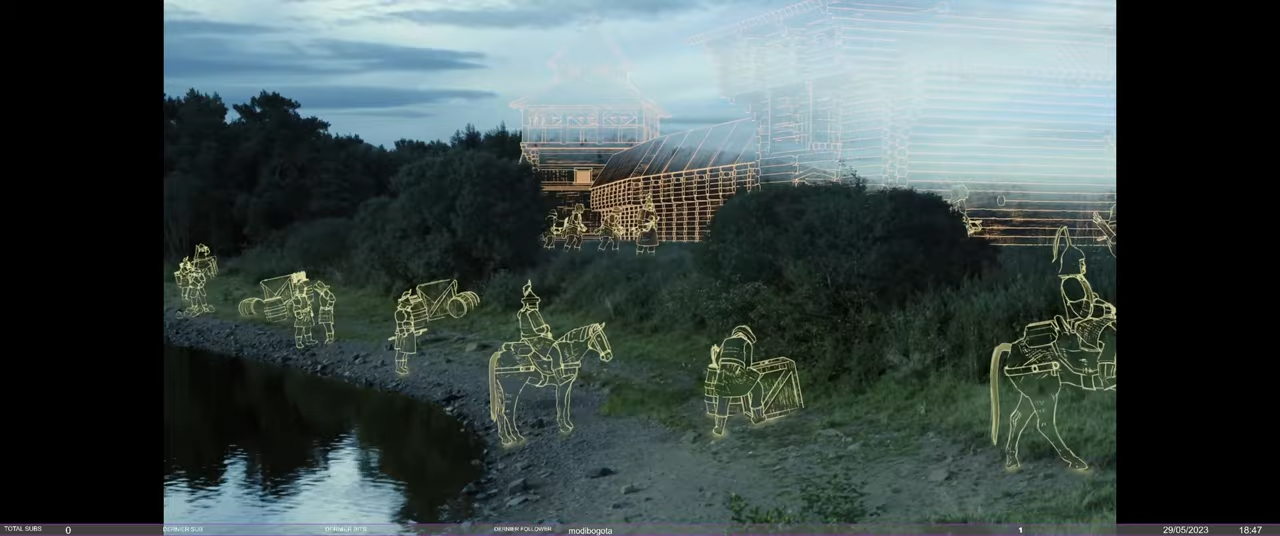 TOTAL SUBS 0 DERNIER SUB DERNIER BITS DERNIER FOLLOWER modibogota 1 29/05/2023 18:47